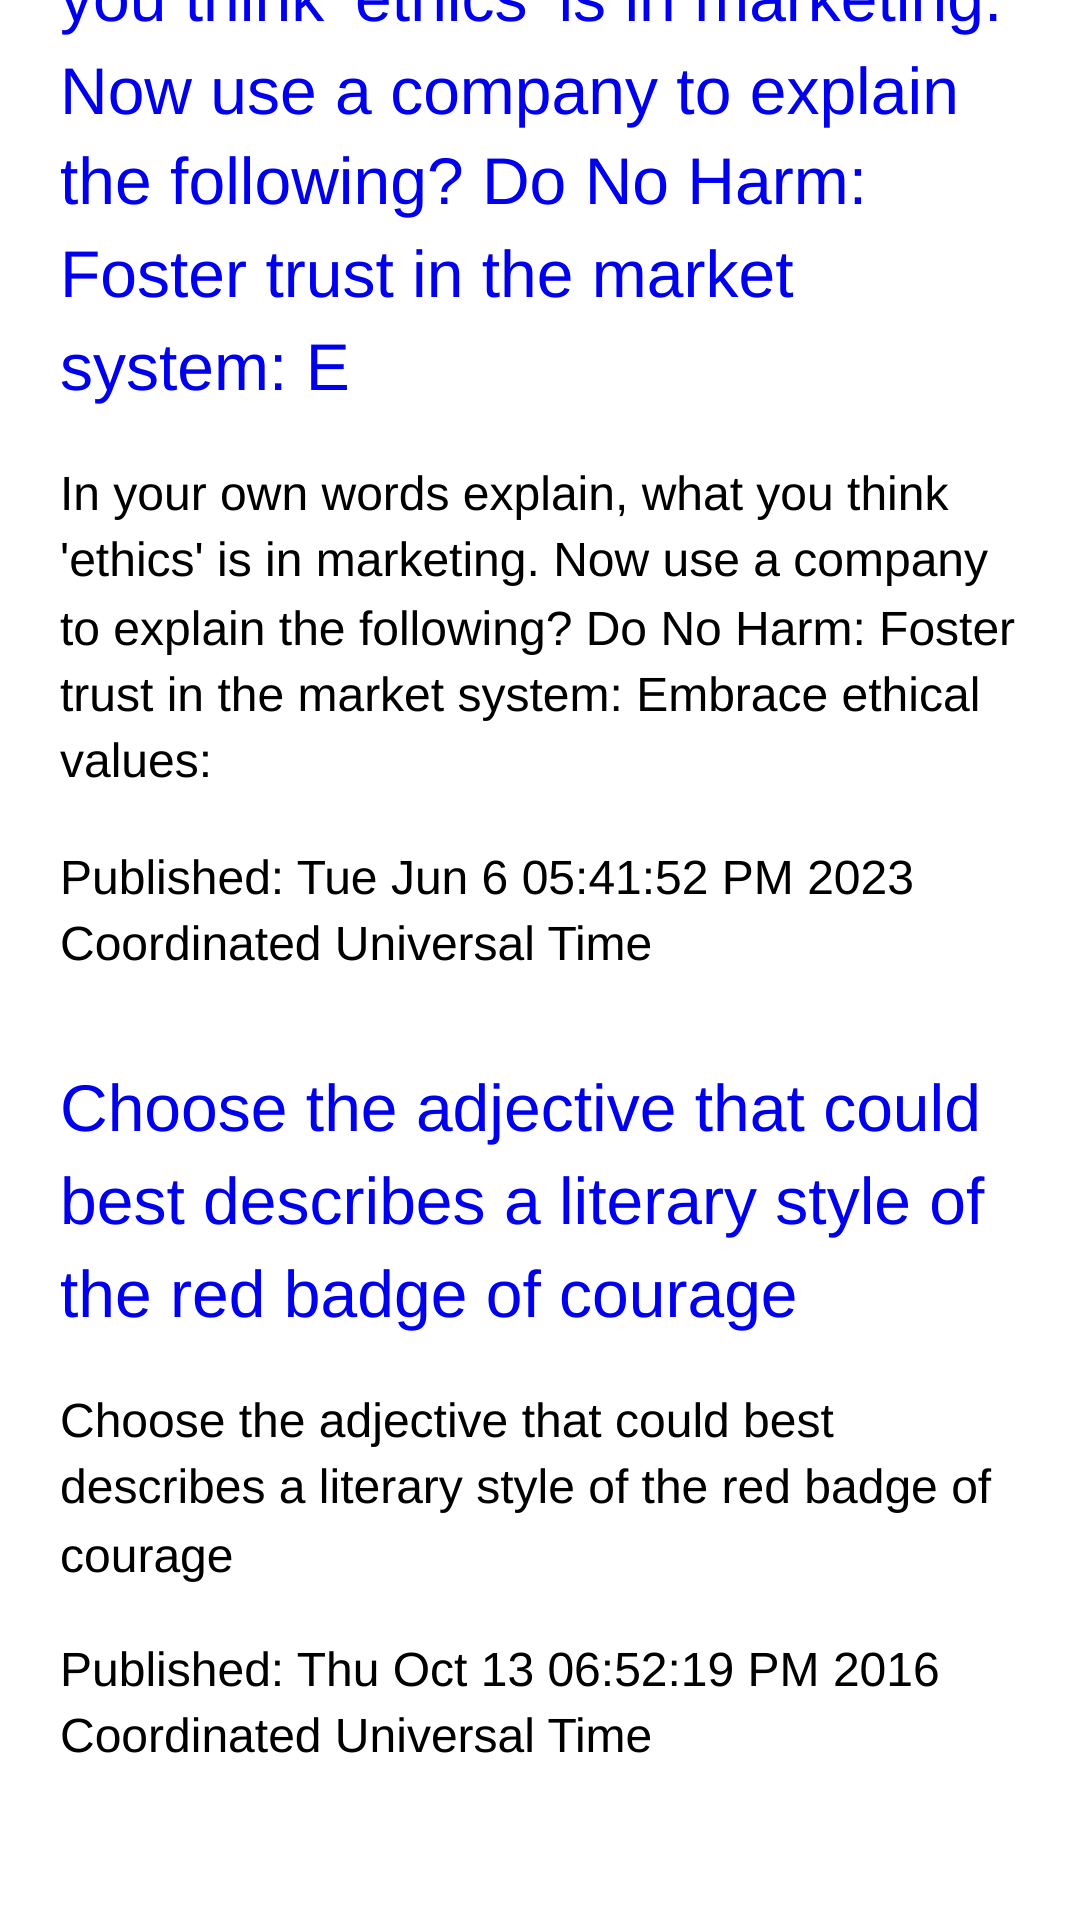 you think 'ethics' is in marketing.
Now use a company to explain
the following? Do No Harm:
Foster trust in the market
system: E
In your own words explain, what you think
'ethics' is in marketing. Now use a company
to explain the following? Do No Harm: Foster
trust in the market system: Embrace ethical
values:
Published: Tue Jun 6 05:41:52 PM 2023
Coordinated Universal Time
Choose the adjective that could
best describes a literary style of
the red badge of courage
Choose the adjective that could best
describes a literary style of the red badge of
courage
Published: Thu Oct 13 06:52:19 PM 2016
Coordinated Universal Time